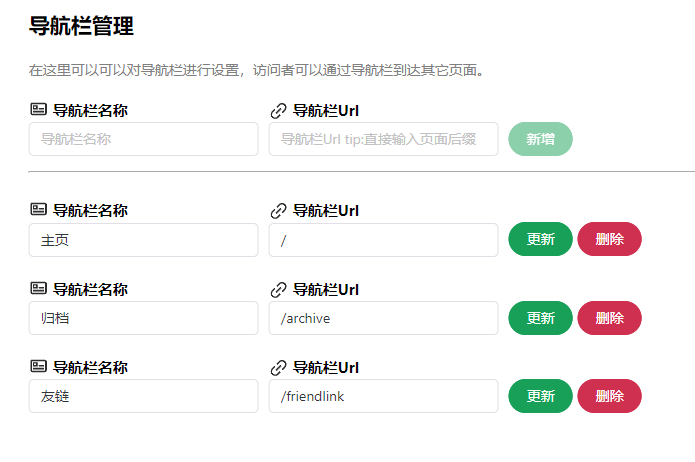 导航栏管理
在这里可以可以对导航栏进行设置，访问者可以通过导航栏到达其它页面。
导航栏名称 导航栏Url
导航栏名称 导航栏Url tip:直接输入页面后缀 新增
导航栏名称 导航栏Url
主页 / 更新 删除
导航栏名称 导航栏Url
归档 /archive 更新 删除
导航栏名称 导航栏Url
友链 /friendlink 更新 删除